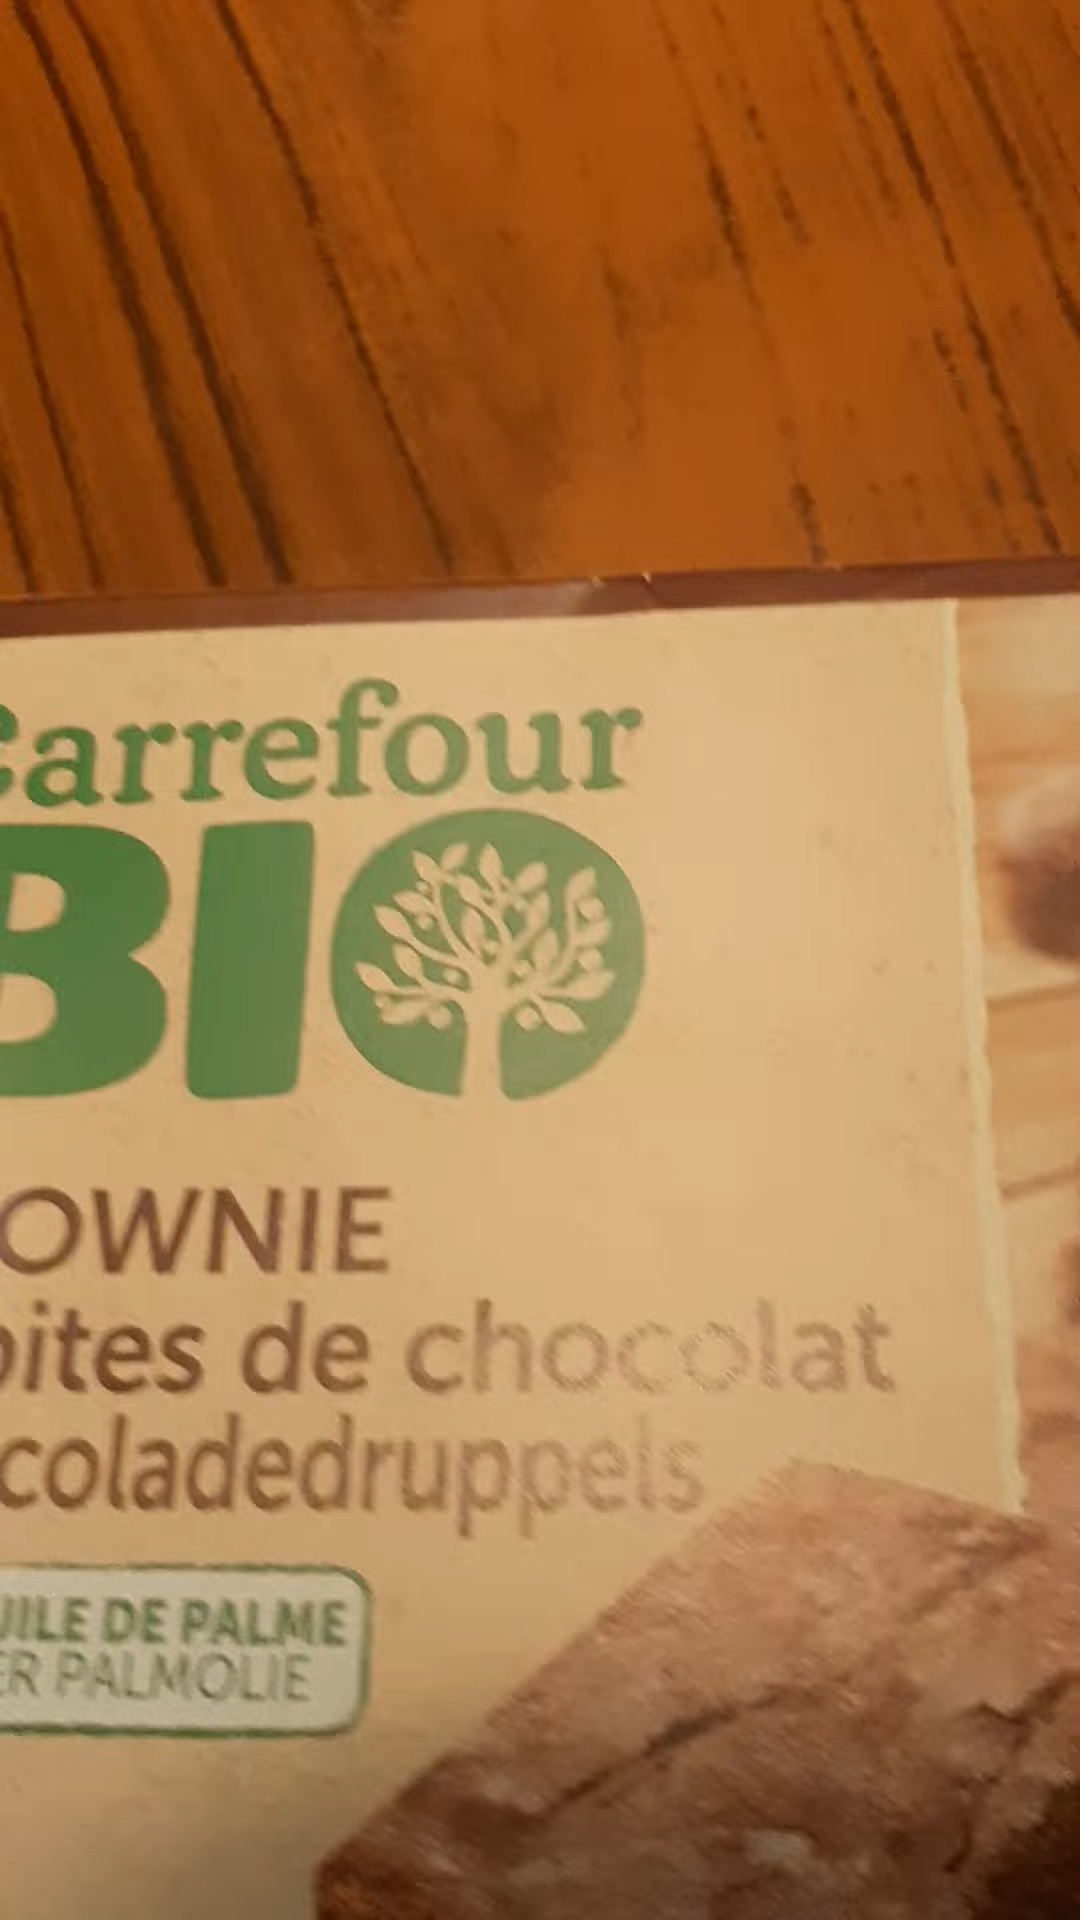 Carrefour
BIO
OWNIE
pites de chocolat
coladedruppels
UILE DE PALME
ER PALMOLIE